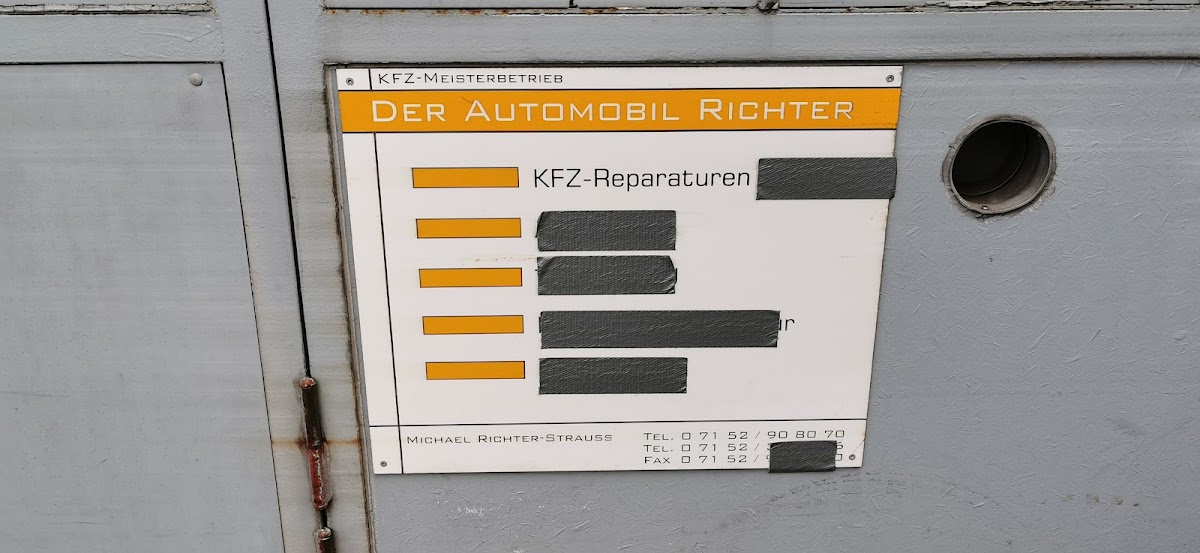 KFZ-Meisterbetrieb
Der Automobil Richter
KFZ-Reparaturen
Michael Richter-Strauss
Tel. 0 71 52 / 90 80 70
Tel. 0 71 52 /
Fax 0 71 52 /